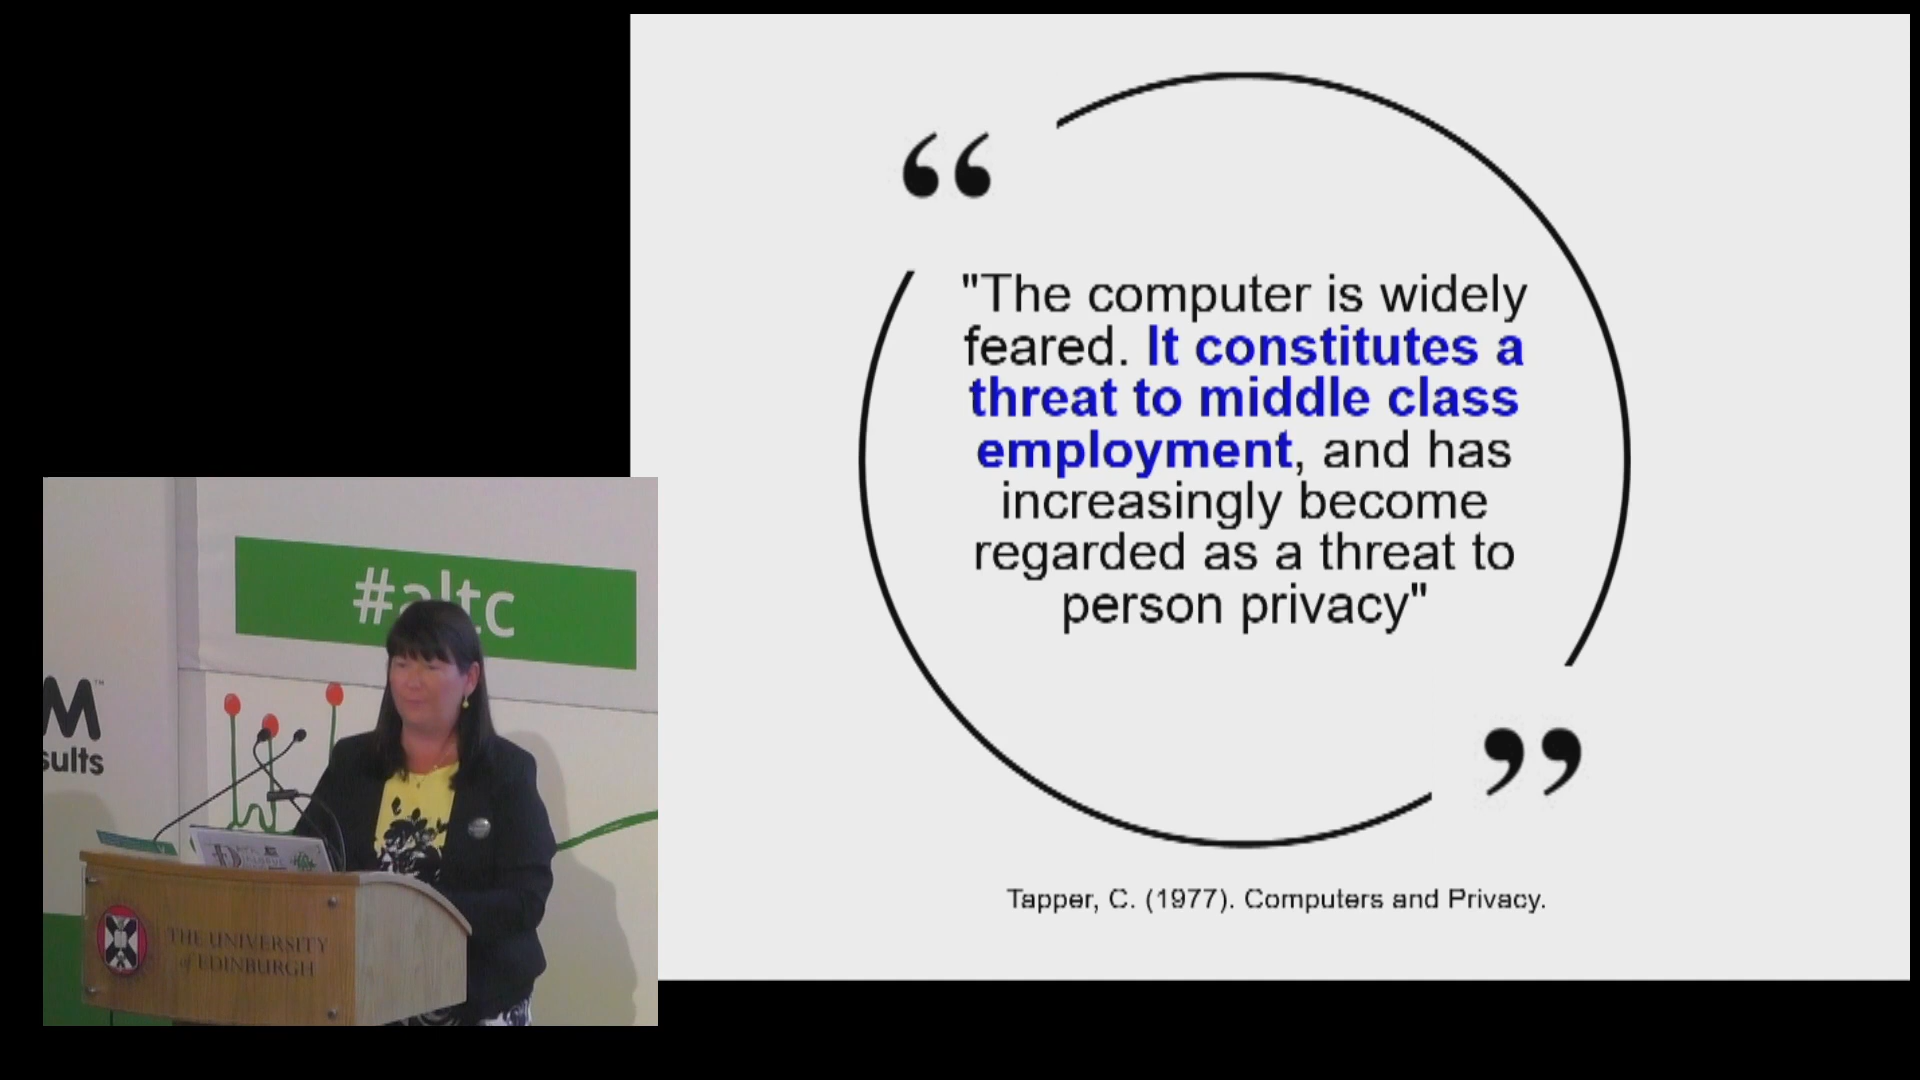 "The computer is widely
feared. It constitutes a
threat to middle class
employment, and has
increasingly become
regarded as a threat to
person privacy"
Tapper, C. (1977). Computers and Privacy.
#altc
M™
sults
THE UNIVERSITY
of EDINBURGH